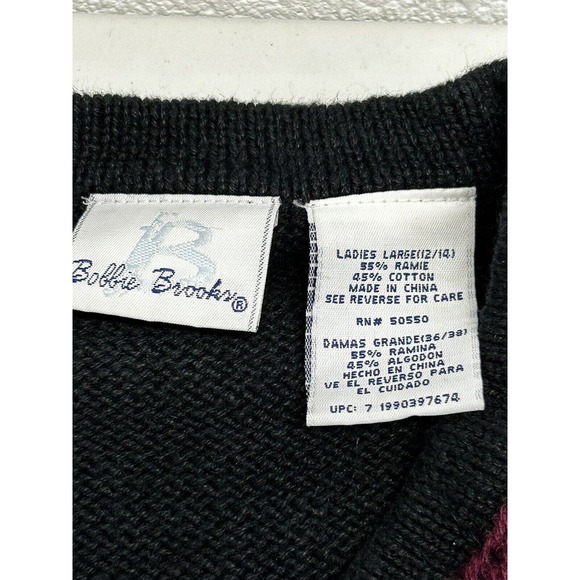 B
Bobbie Brooks®
LADIES LARGE(12/14)
55% RAMIE
45% COTTON
MADE IN CHINA
SEE REVERSE FOR CARE
RN# 50550
DAMAS GRANDE(36/38)
55% RAMINA
45% ALGODON
HECHO EN CHINA
VE EL REVERSO PARA
EL CUIDADO
UPC: 7 1990397674